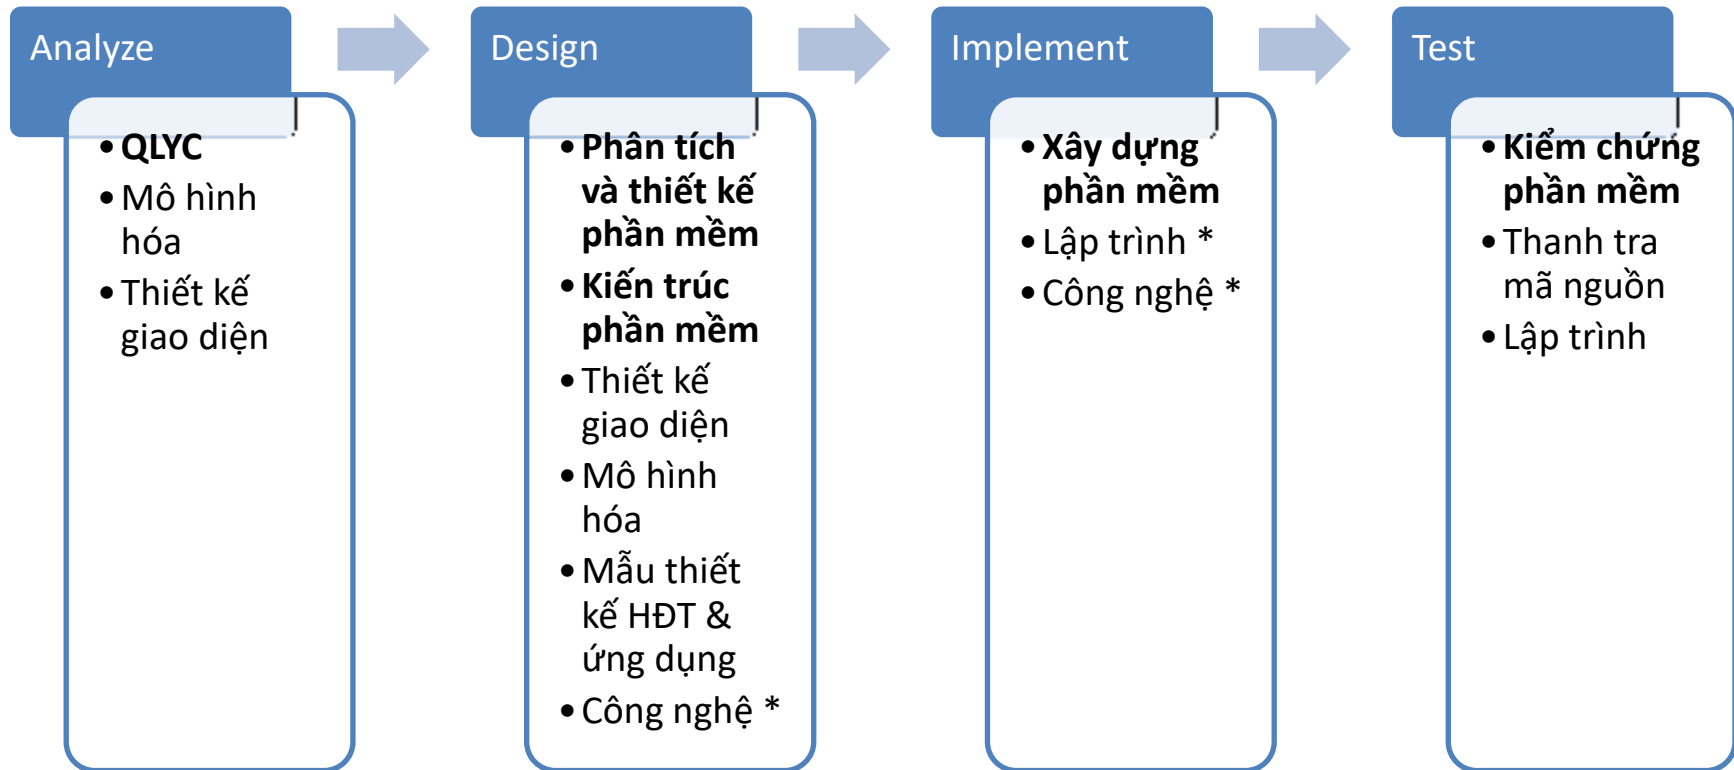 Analyze
• QLYC
• Mô hình
hóa
• Thiết kế
giao diện
Design
• Phân tích
và thiết kế
phần mềm
• Kiến trúc
phần mềm
• Thiết kế
giao diện
• Mô hình
hóa
• Mẫu thiết
kế HĐT &
ứng dụng
• Công nghệ *
Implement
• Xây dựng
phần mềm
• Lập trình *
• Công nghệ *
Test
• Kiểm chứng
phần mềm
• Thanh tra
mã nguồn
• Lập trình